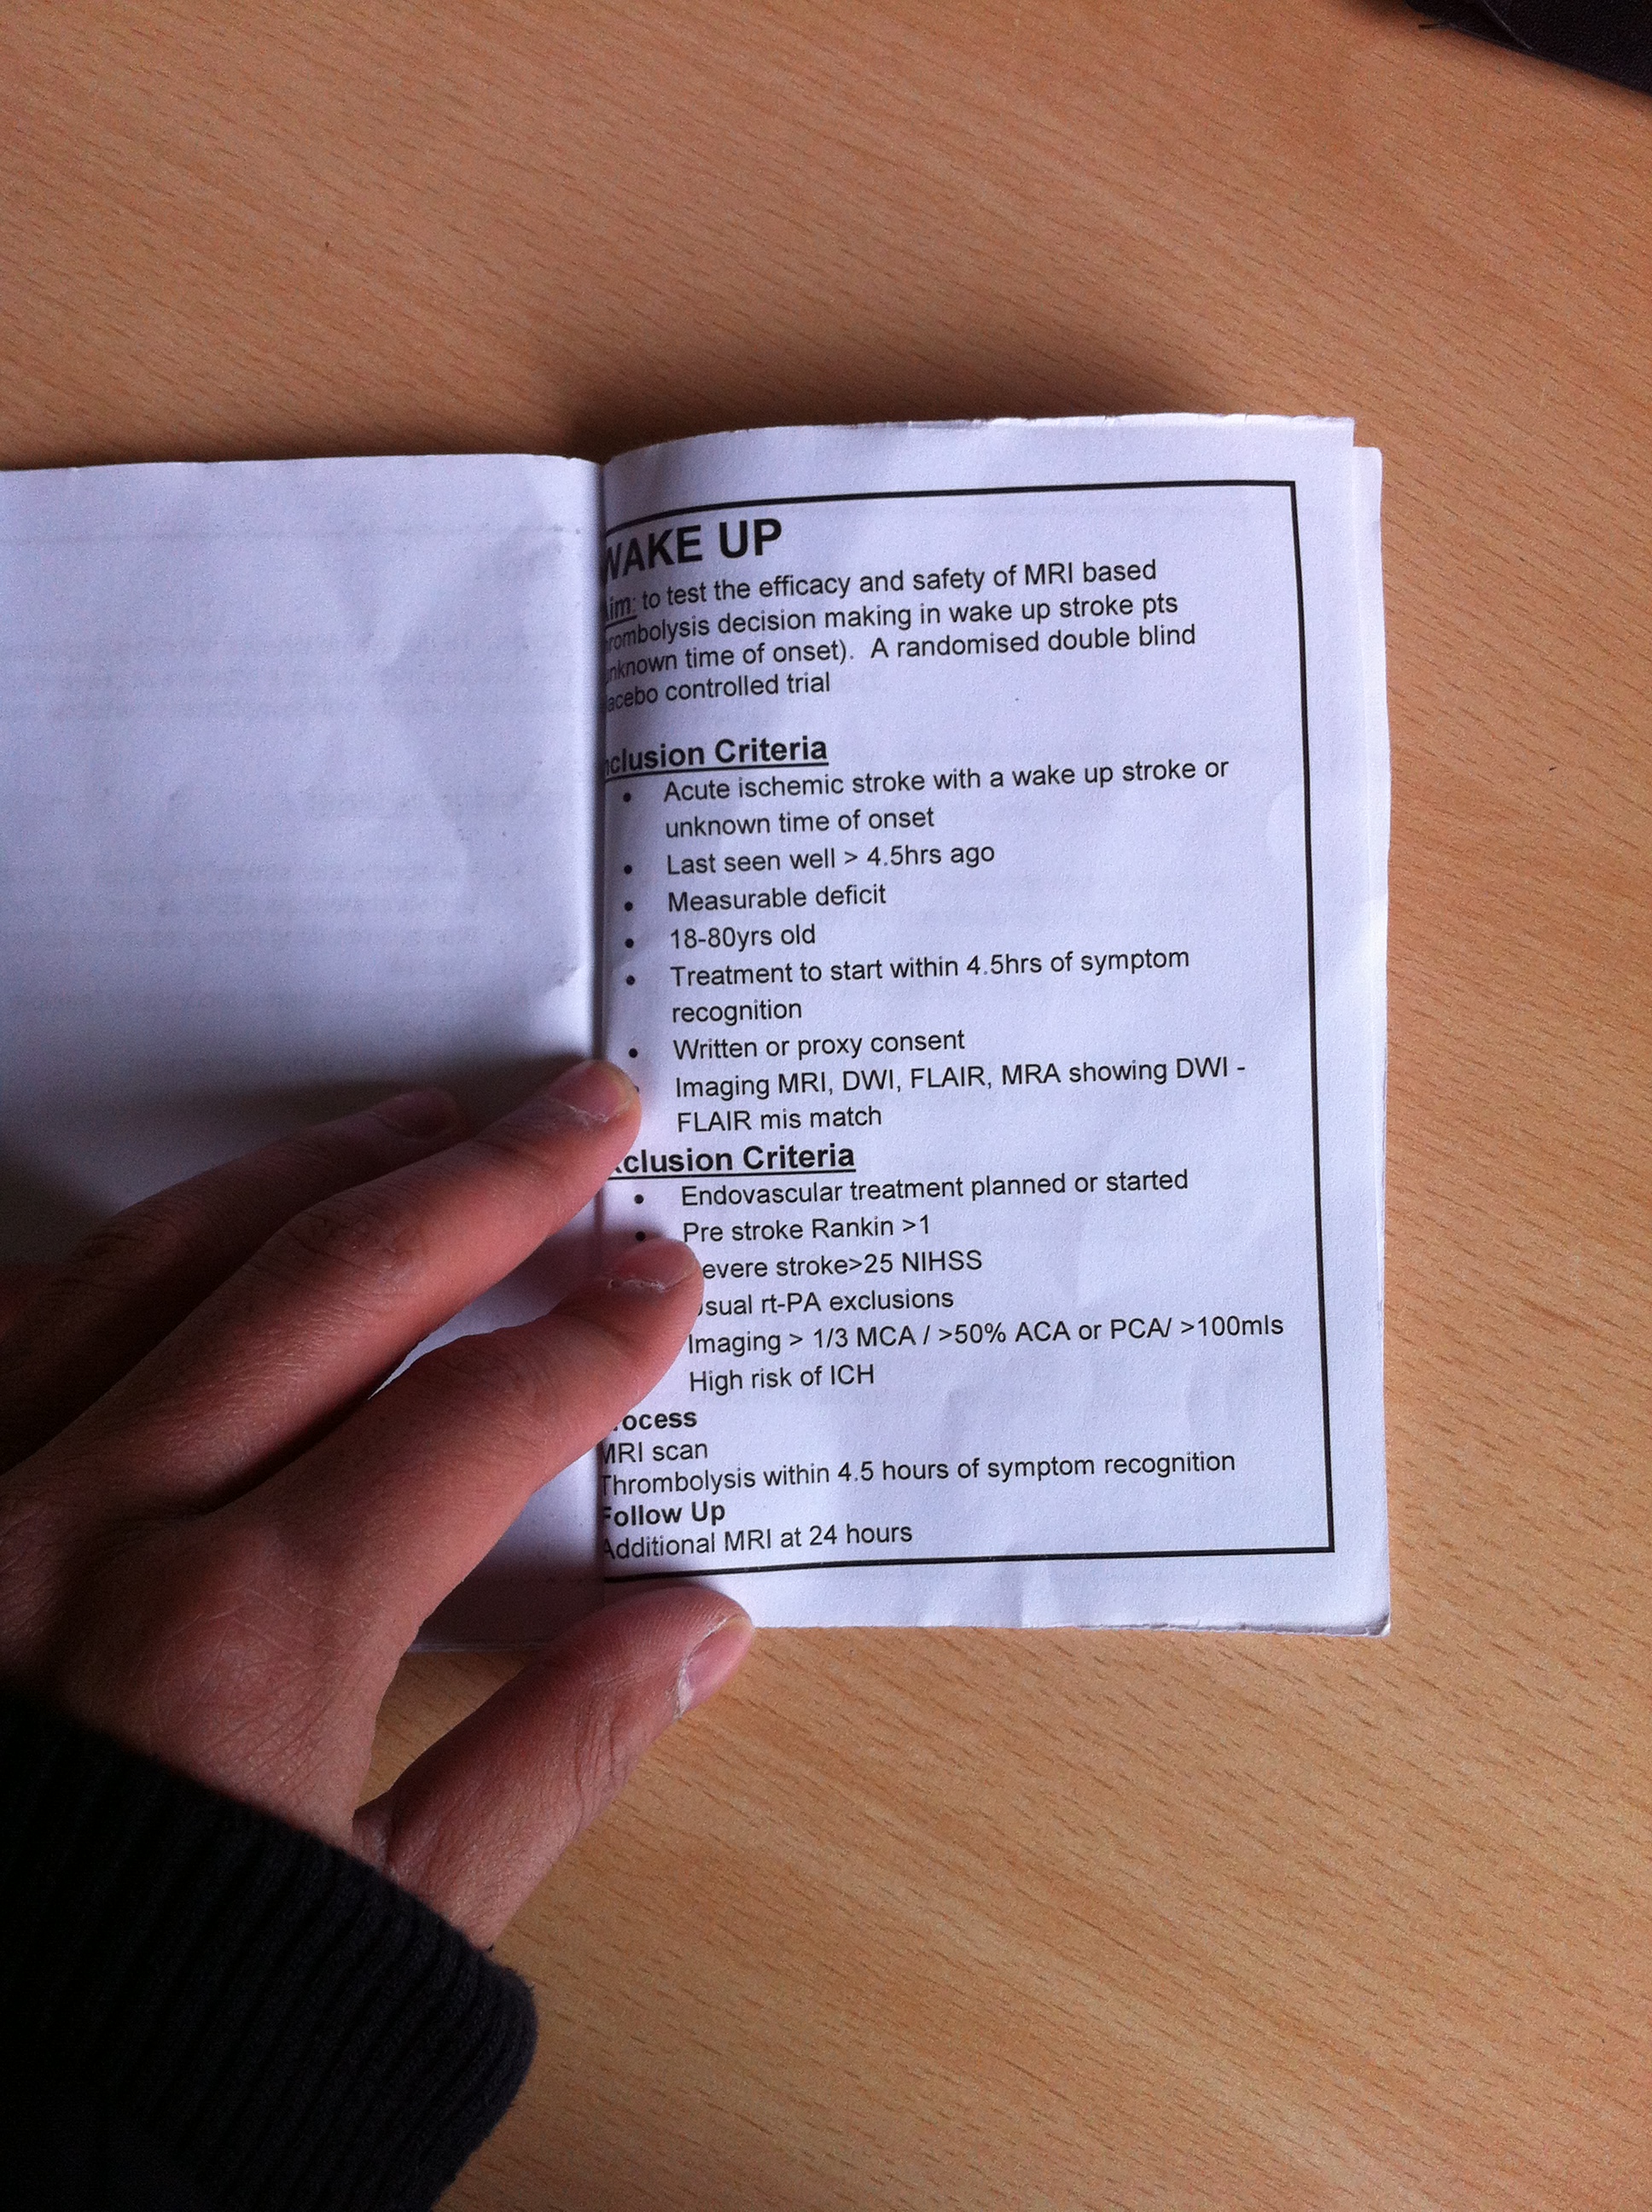 WAKE UP
Aim: to test the efficacy and safety of MRI based
thrombolysis decision making in wake up stroke pts
unknown time of onset). A randomised double blind
placebo controlled trial
Inclusion Criteria
• Acute ischemic stroke with a wake up stroke or
unknown time of onset
• Last seen well > 4.5hrs ago
• Measurable deficit
• 18-80yrs old
• Treatment to start within 4.5hrs of symptom
recognition
• Written or proxy consent
• Imaging MRI, DWI, FLAIR, MRA showing DWI -
FLAIR mis match
Exclusion Criteria
• Endovascular treatment planned or started
• Pre stroke Rankin >1
Severe stroke>25 NIHSS
Usual rt-PA exclusions
Imaging > 1/3 MCA / >50% ACA or PCA/ >100mls
High risk of ICH
Process
MRI scan
Thrombolysis within 4.5 hours of symptom recognition
Follow Up
Additional MRI at 24 hours